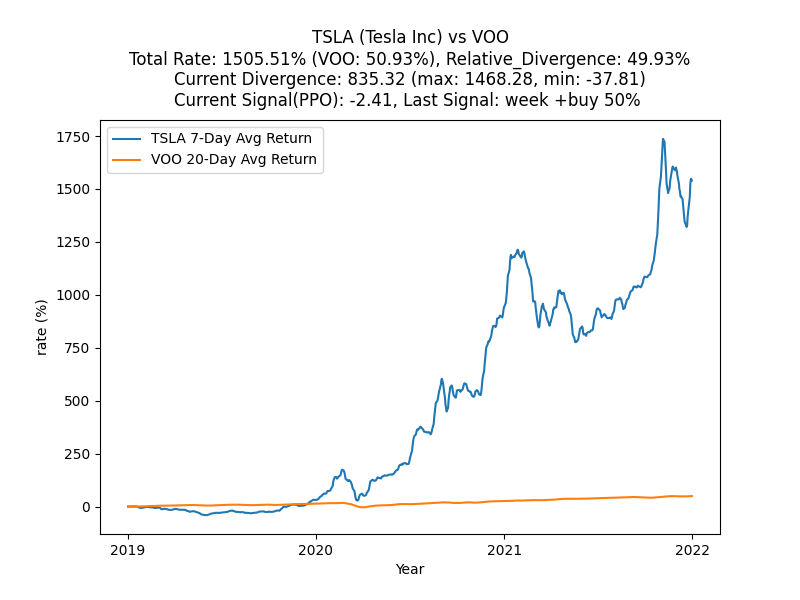 TSLA (Tesla Inc) vs VOO
Total Rate: 1505.51% (VOO: 50.93%), Relative_Divergence: 49.93%
Current Divergence: 835.32 (max: 1468.28, min: -37.81)
Current Signal(PPO): -2.41, Last Signal: week +buy 50%
TSLA 7-Day Avg Return
VOO 20-Day Avg Return
1750
1500
1250
1000
750
500
250
0
rate (%)
2019
2020
2021
2022
Year